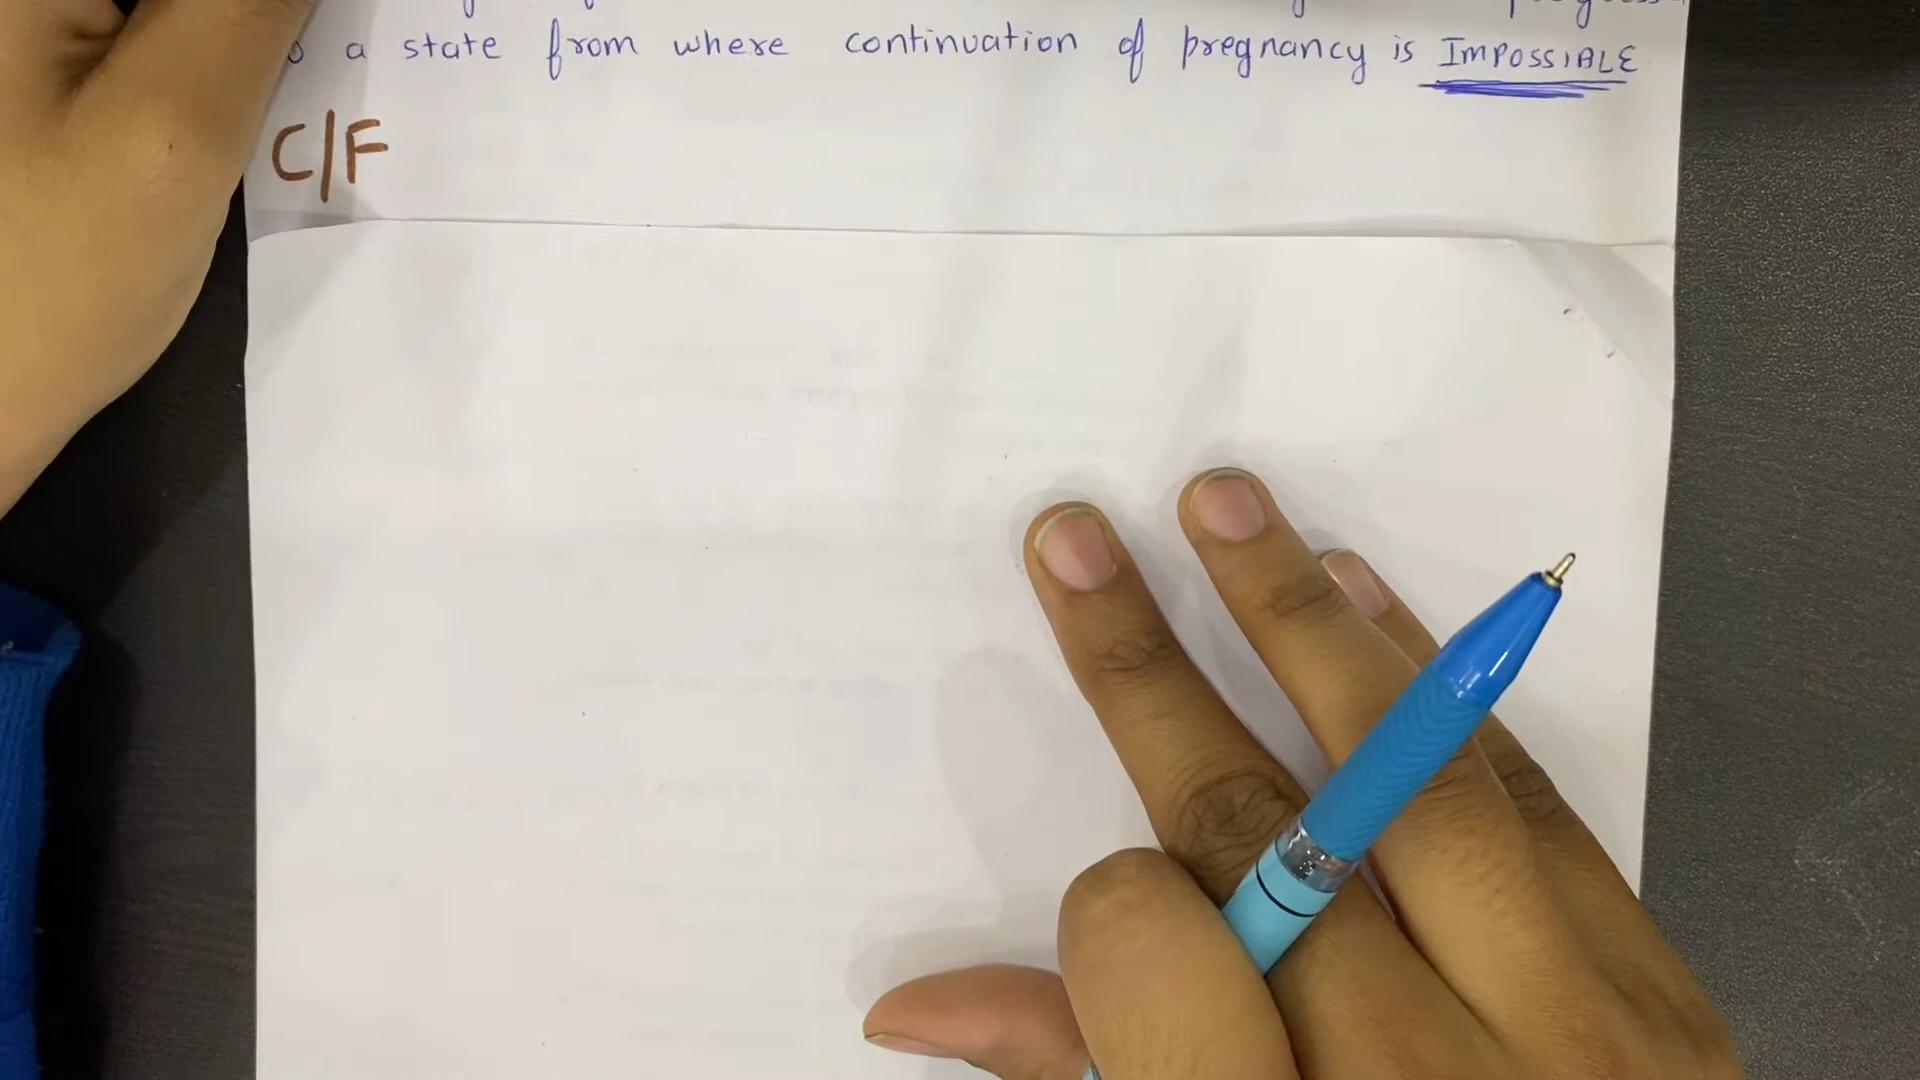 a state from where continuation of pregnancy is IMPOSSIBLE
C/F